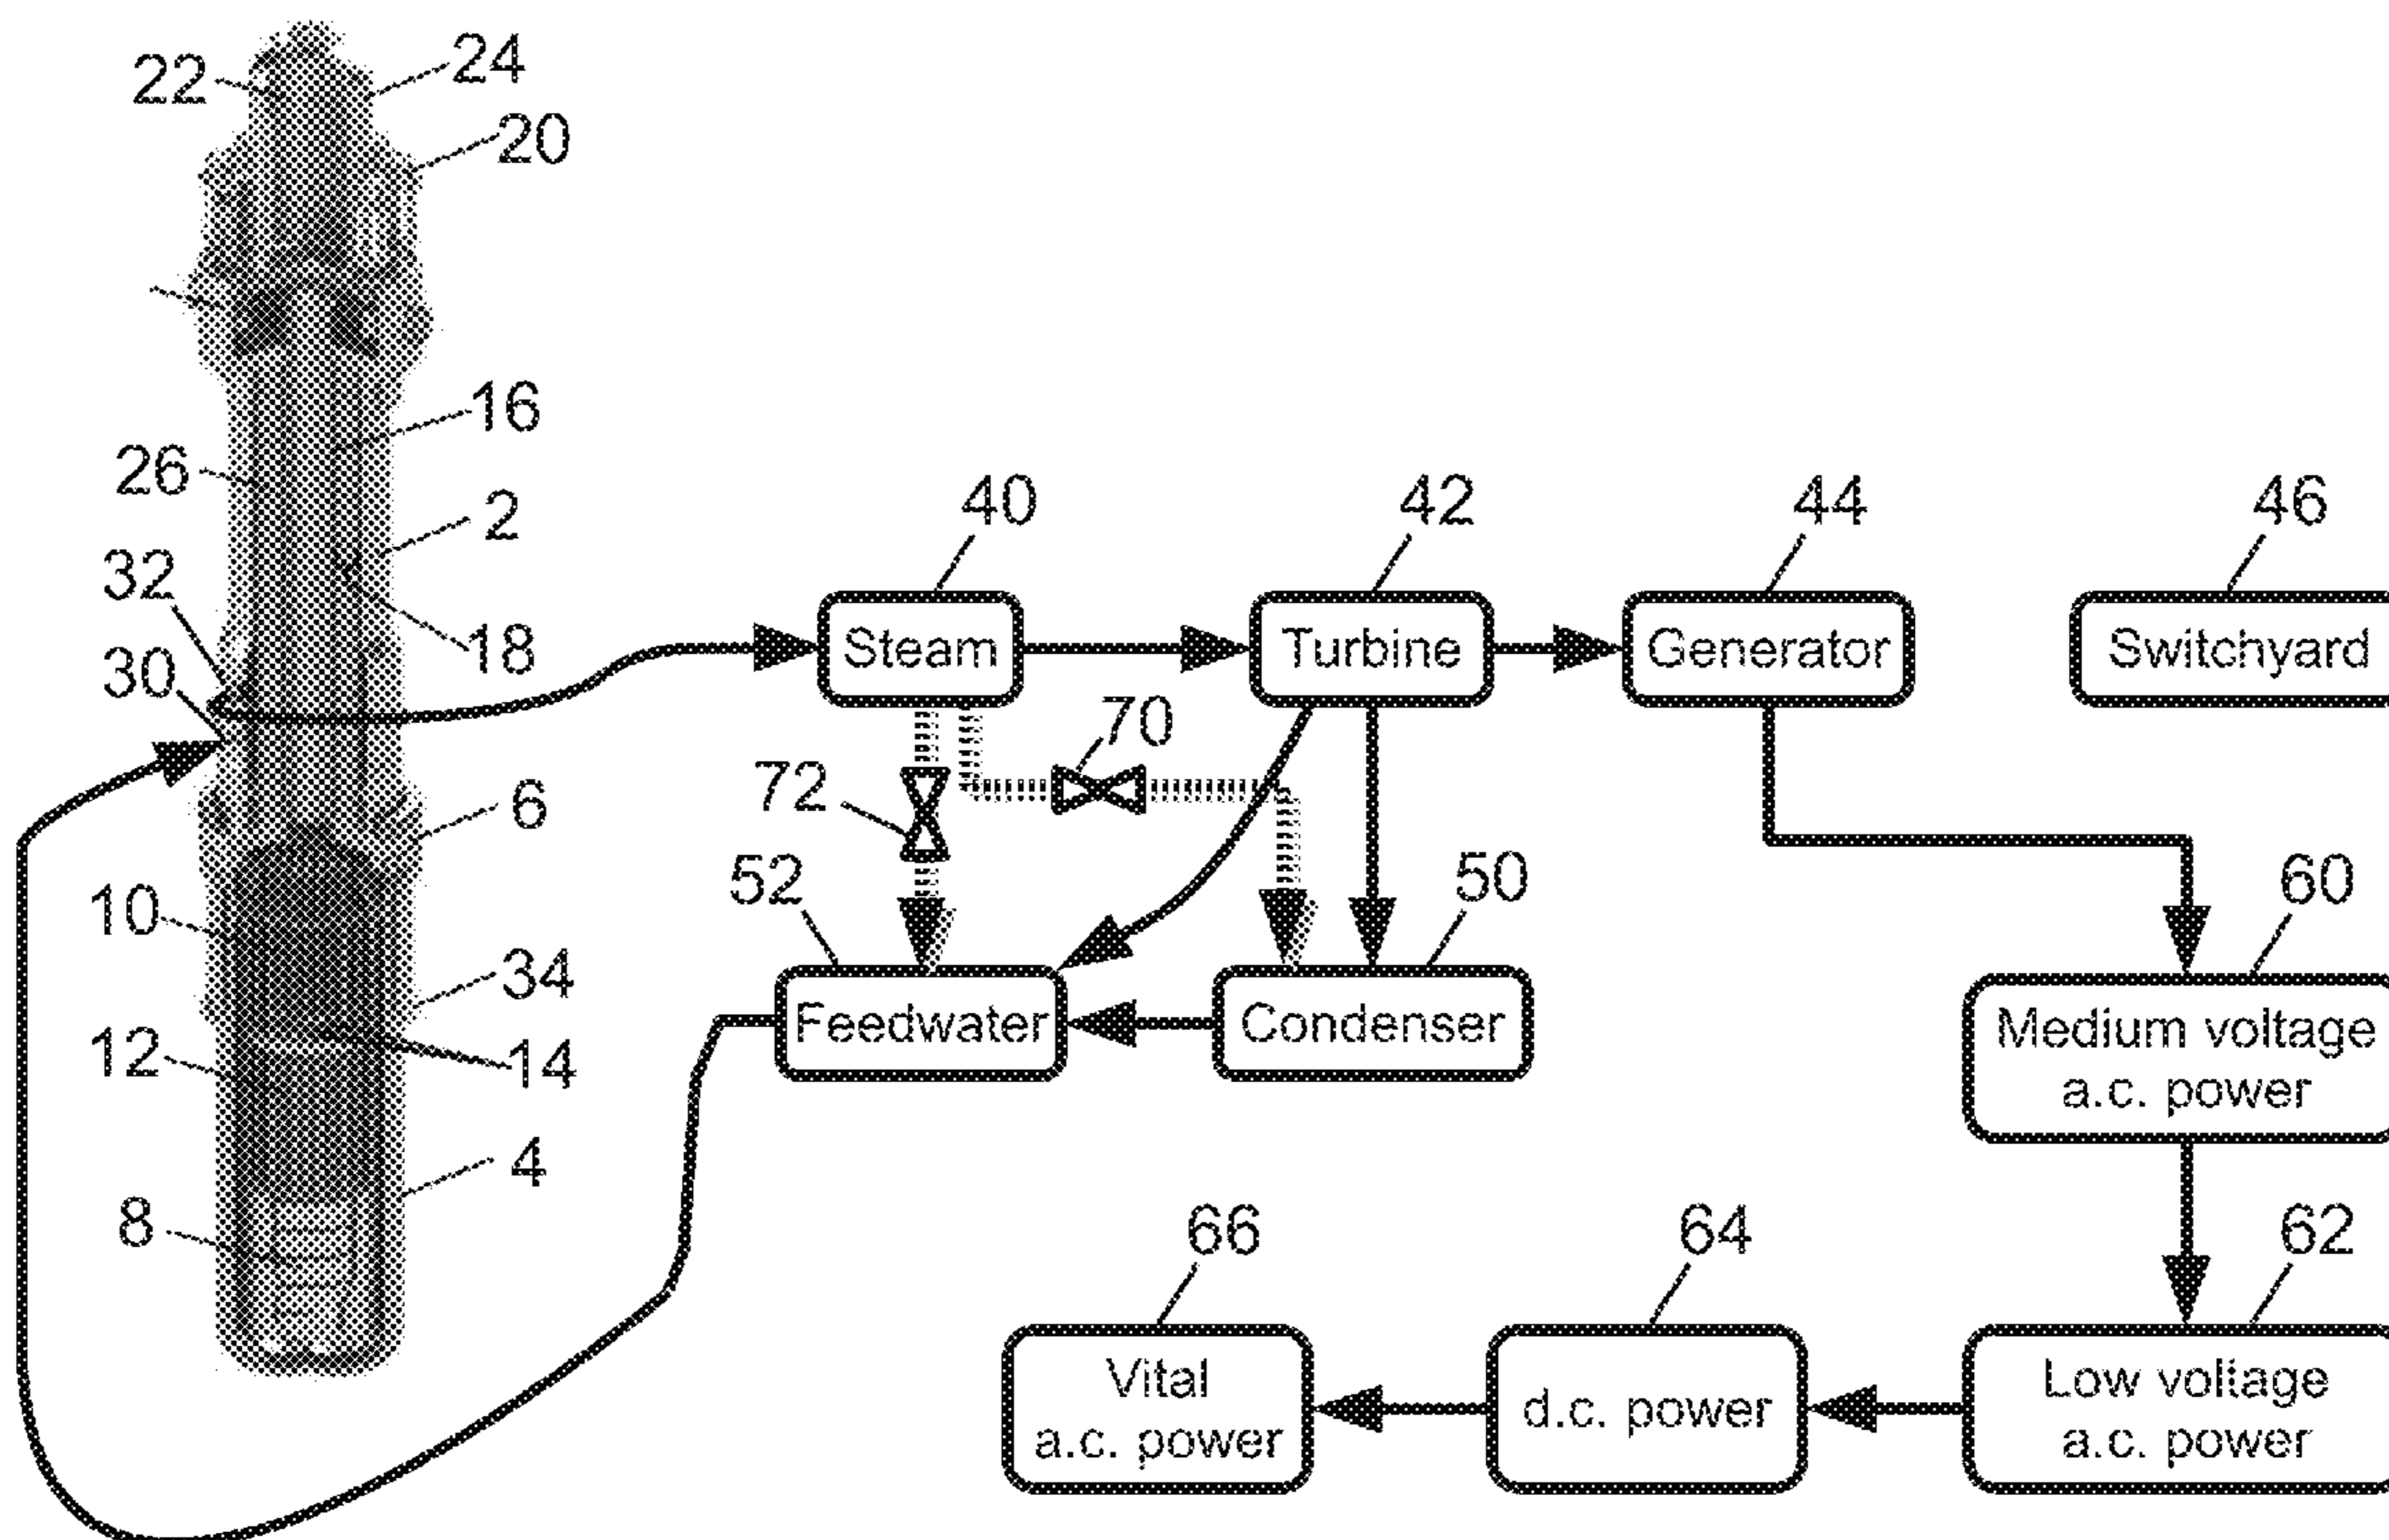 22
24
20
16
26
2
32
18
30
6
10
34
12
14
4
8
40
42
44
46
Steam
Turbine
Generator
Switchyard
70
72
52
50
60
Feedwater
Condenser
Medium voltage
a.c. power
66
64
62
Vital
a.c. power
d.c. power
Low voltage
a.c. power